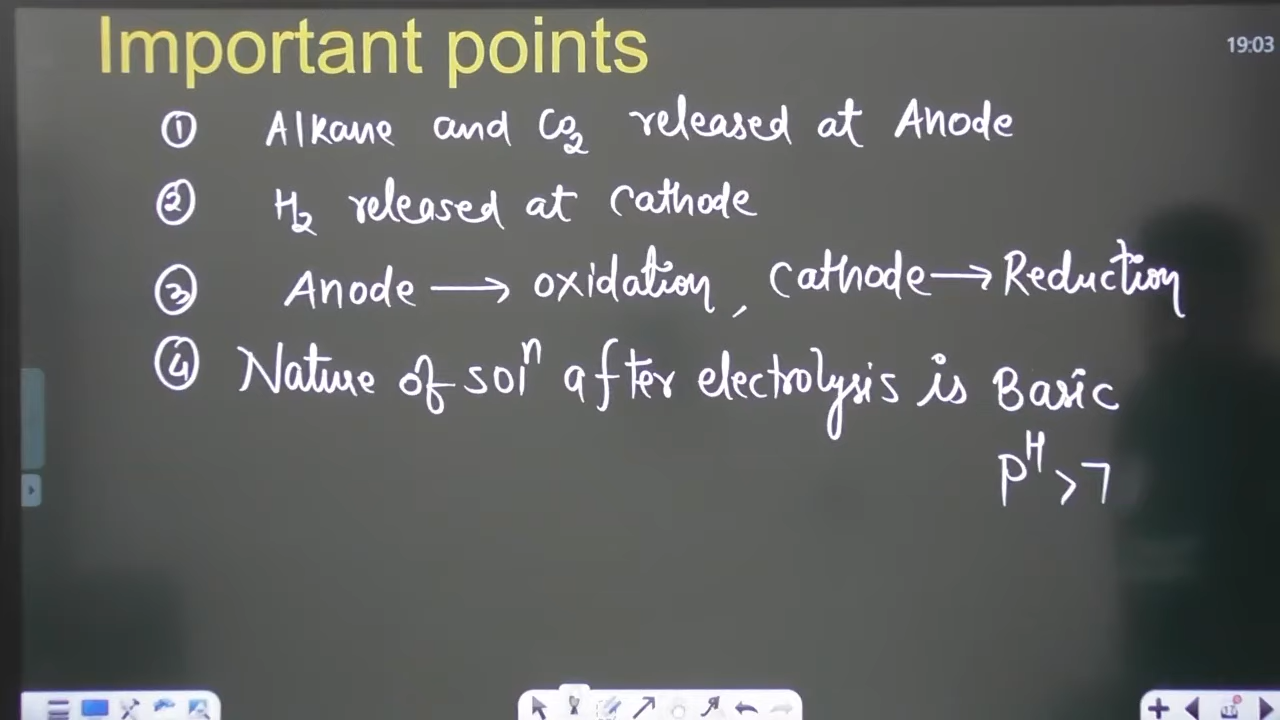 Important points
19:03
① Alkane and CO₂ released at Anode
② H₂ released at Cathode
③ Anode → oxidation, Cathode → Reduction
④ Nature of solⁿ after electrolysis is Basic
Pᴴ > 7